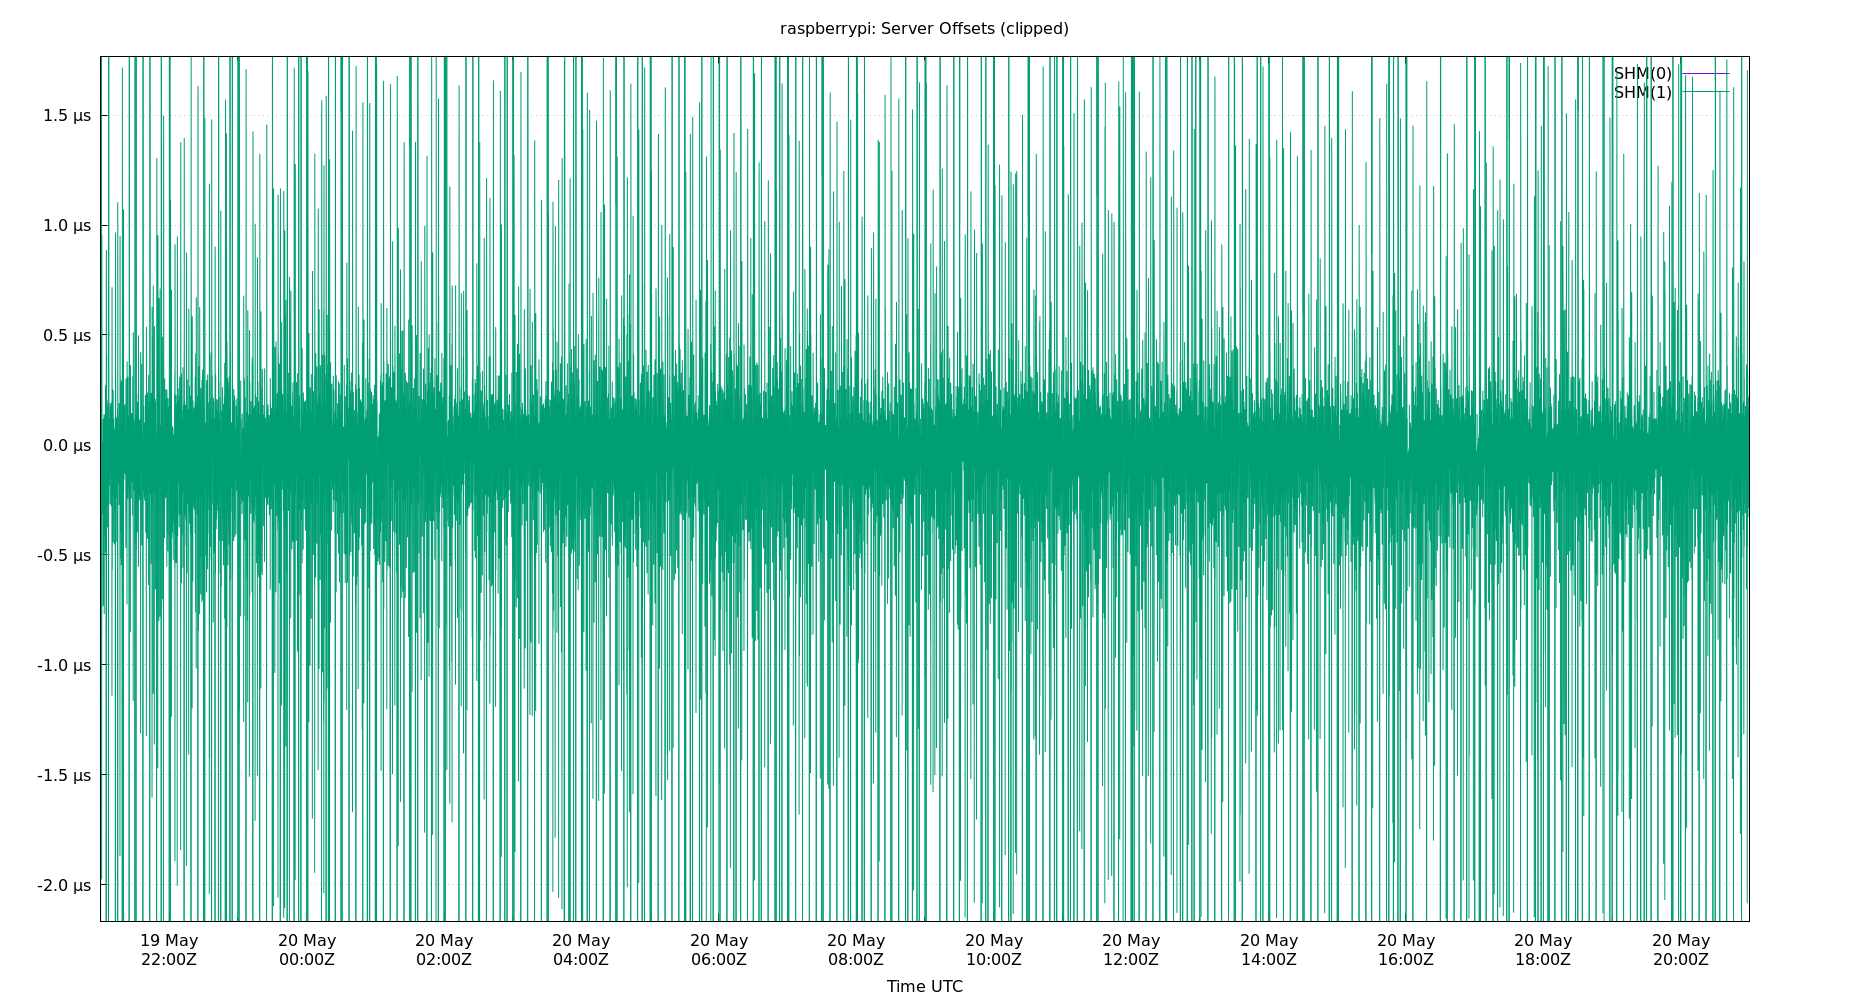 raspberrypi: Server Offsets (clipped)
SHM(0)
SHM(1)
1.5 µs
1.0 µs
0.5 µs
0.0 µs
-0.5 µs
-1.0 µs
-1.5 µs
-2.0 µs
19 May 20 May 20 May 20 May 20 May 20 May 20 May 20 May 20 May 20 May 20 May 20 May
22:00Z 00:00Z 02:00Z 04:00Z 06:00Z 08:00Z 10:00Z 12:00Z 14:00Z 16:00Z 18:00Z 20:00Z
Time UTC